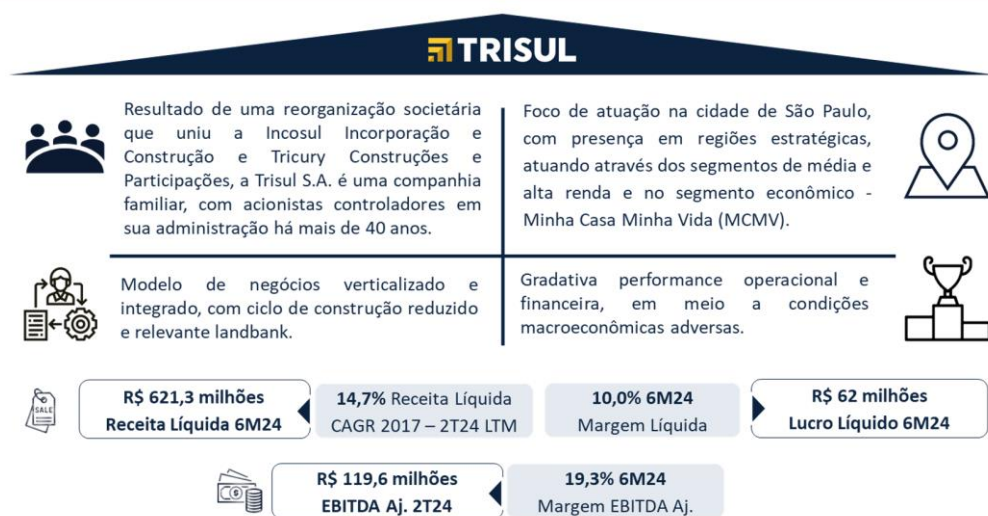 TRISUL
Resultado de uma reorganização societária
que uniu a Incosul Incorporação e
Construção e Tricury Construções e
Participações, a Trisul S.A. é uma companhia
familiar, com acionistas controladores em
sua administração há mais de 40 anos.
Foco de atuação na cidade de São Paulo,
com presença em regiões estratégicas,
atuando através dos segmentos de média e
alta renda e no segmento econômico -
Minha Casa Minha Vida (MCMV).
Modelo de negócios verticalizado e
integrado, com ciclo de construção reduzido
e relevante landbank.
Gradativa performance operacional e
financeira, em meio a condições
macroeconômicas adversas.
SALE
R$ 621,3 milhões
Receita Líquida 6M24
14,7% Receita Líquida
CAGR 2017 – 2T24 LTM
10,0% 6M24
Margem Líquida
R$ 62 milhões
Lucro Líquido 6M24
R$ 119,6 milhões
EBITDA Aj. 2T24
19,3% 6M24
Margem EBITDA Aj.